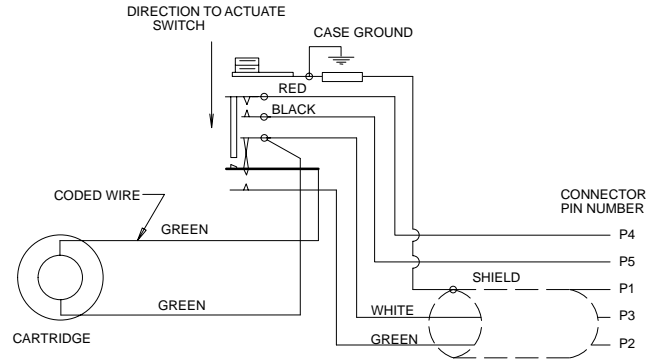 DIRECTION TO ACTUATE
SWITCH
CASE GROUND
RED
BLACK
CODED WIRE
GREEN
CONNECTOR
PIN NUMBER
P4
P5
SHIELD
P1
GREEN
WHITE
P3
CARTRIDGE
GREEN
P2